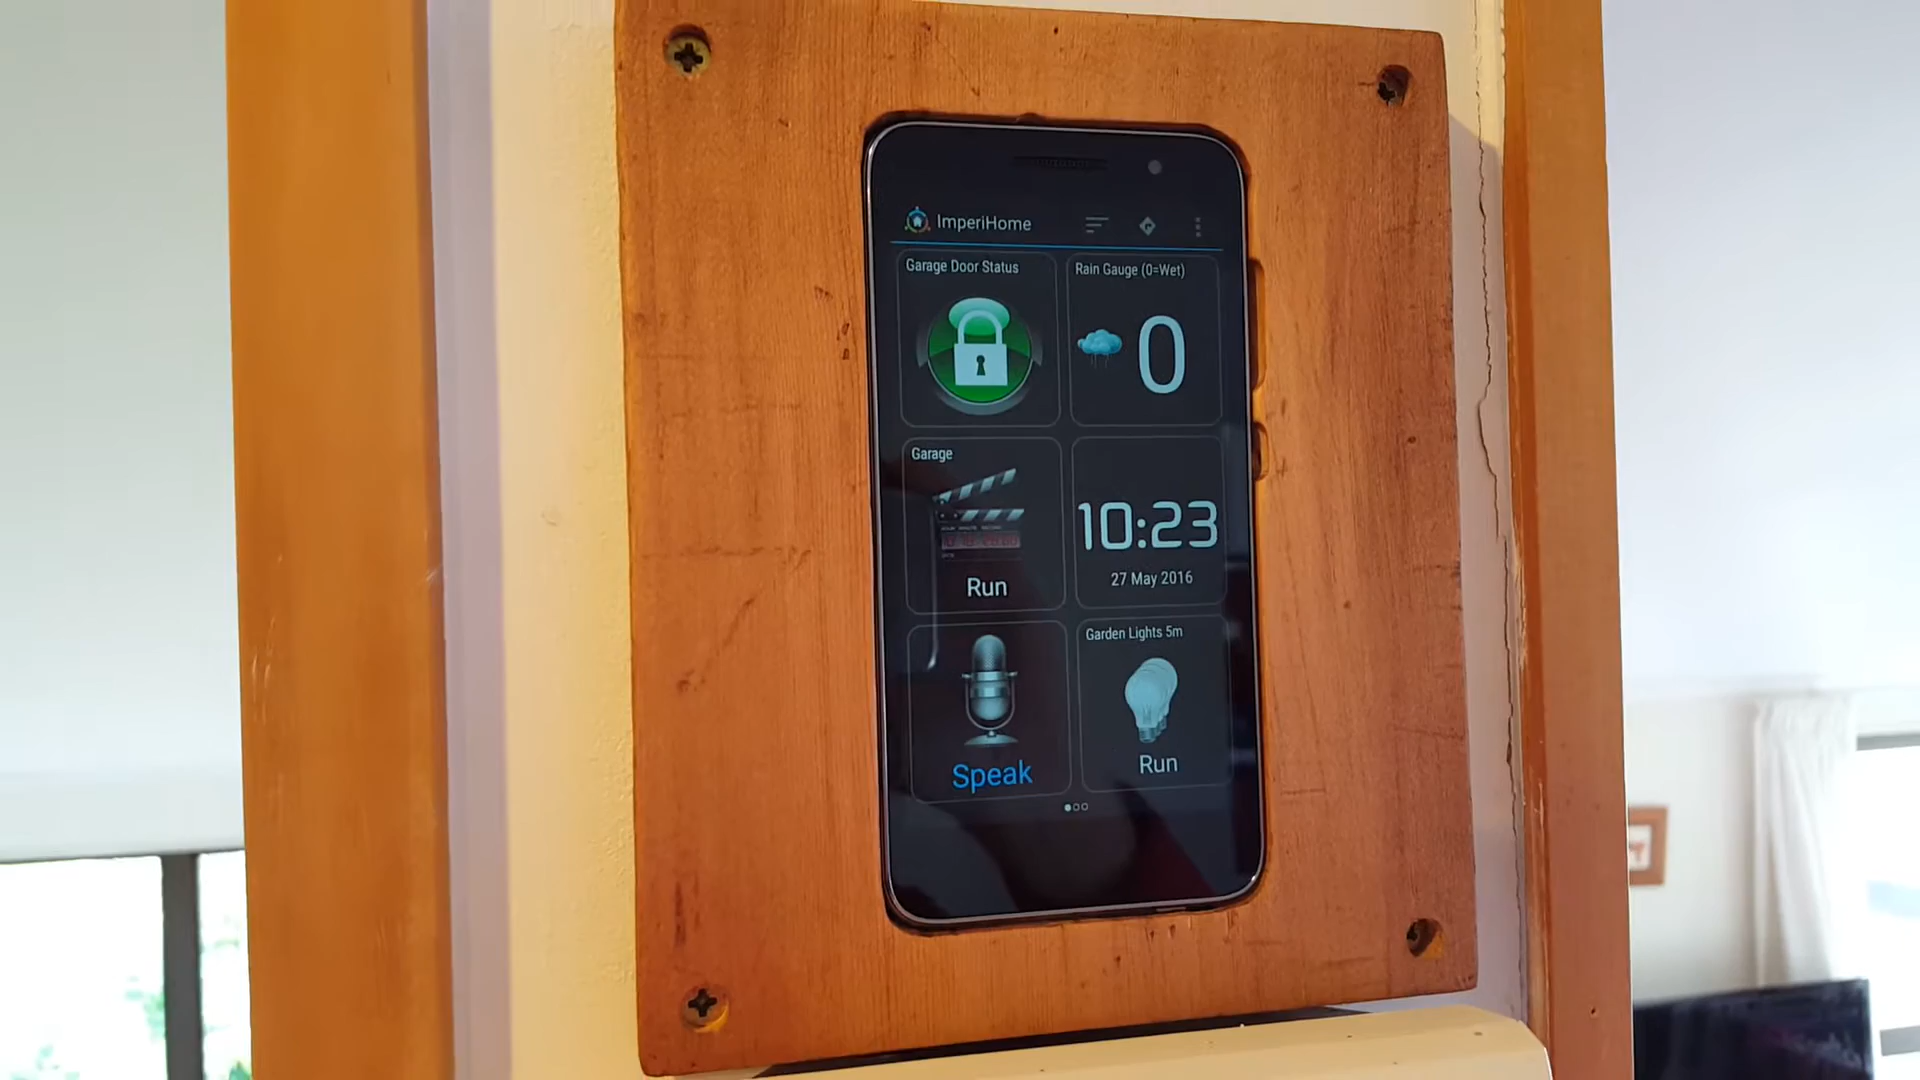 ImperiHome
Garage Door Status
Rain Gauge (0=Wet)
0
Garage
Run
10:23
27 May 2016
Speak
Garden Lights 5m
Run